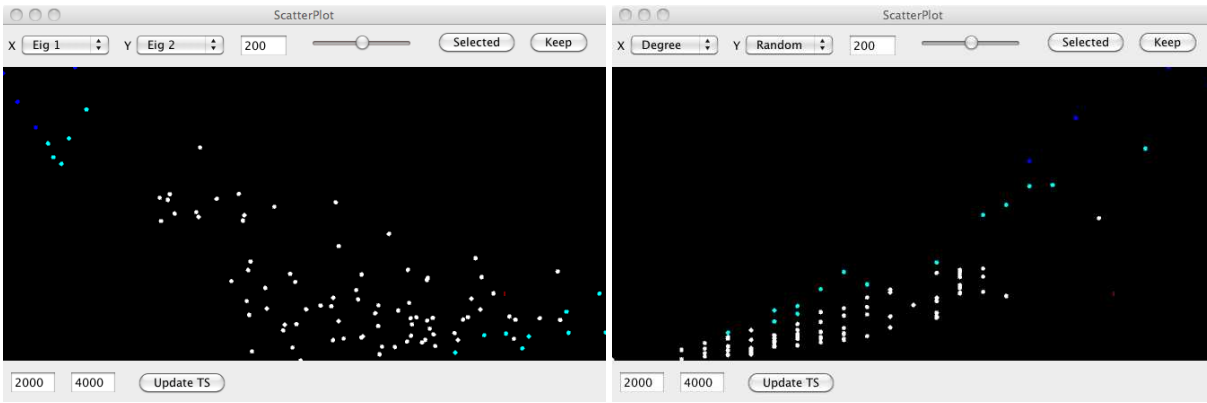 ScatterPlot
X Eig 1 Y Eig 2 200 Selected Keep
2000 4000 Update TS
ScatterPlot
X Degree Y Random 200 Selected Keep
2000 4000 Update TS